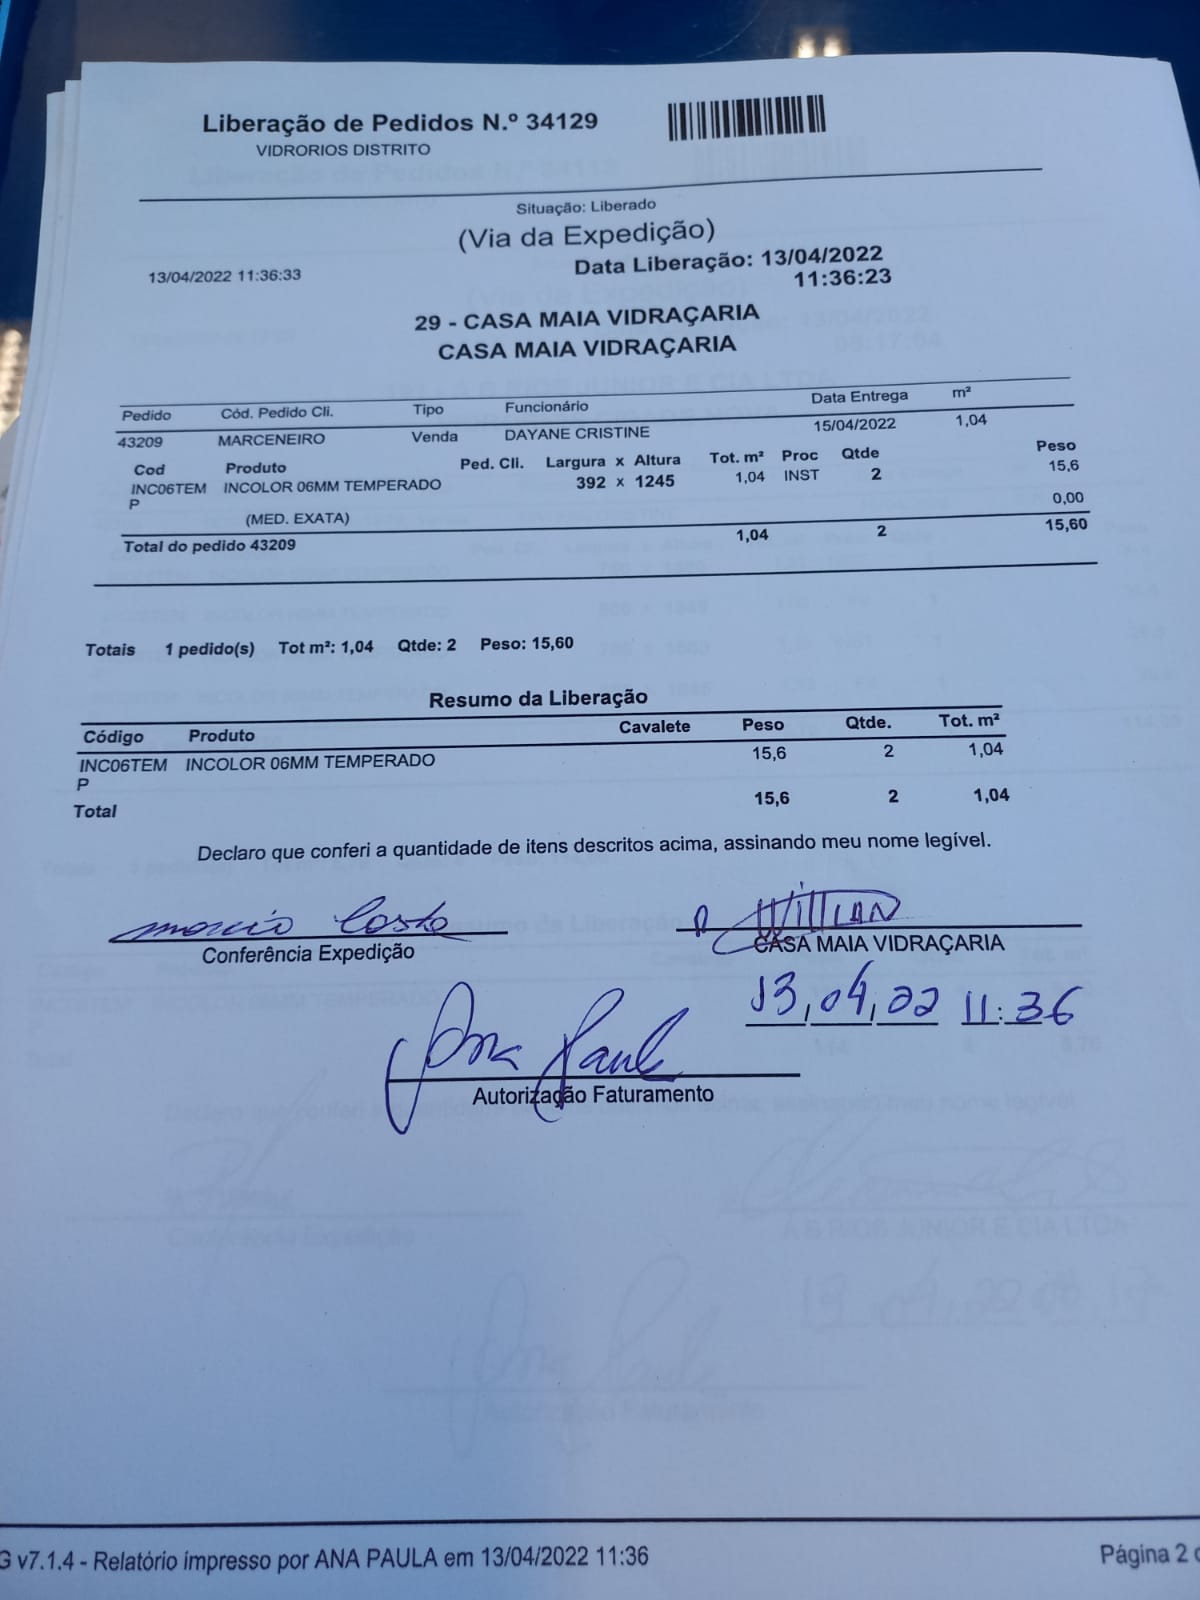 Liberação de Pedidos N.º 34129
VIDRORIOS DISTRITO
Situação: Liberado
(Via da Expedição)
13/04/2022 11:36:33
Data Liberação: 13/04/2022
11:36:23
29 - CASA MAIA VIDRAÇARIA
CASA MAIA VIDRAÇARIA
Pedido Cód. Pedido Cli. Tipo Funcionário Data Entrega m²
43209 MARCENEIRO Venda DAYANE CRISTINE 15/04/2022 1,04
Cod Produto Ped. Cli. Largura x Altura Tot. m² Proc Qtde Peso
INC06TEM INCOLOR 06MM TEMPERADO 392 x 1245 1,04 INST 2 15,6
P
(MED. EXATA) 0,00
Total do pedido 43209 1,04 2 15,60
Totais 1 pedido(s) Tot m²: 1,04 Qtde: 2 Peso: 15,60
Resumo da Liberação
Código Produto Cavalete Peso Qtde. Tot. m²
INC06TEM INCOLOR 06MM TEMPERADO 15,6 2 1,04
P
Total 15,6 2 1,04
Declaro que conferi a quantidade de itens descritos acima, assinando meu nome legível.
marcio Costa WILLIAN
Conferência Expedição CASA MAIA VIDRAÇARIA
13,04,22 11:36
Ana Paula
Autorização Faturamento
G v7.1.4 - Relatório impresso por ANA PAULA em 13/04/2022 11:36 Página 2